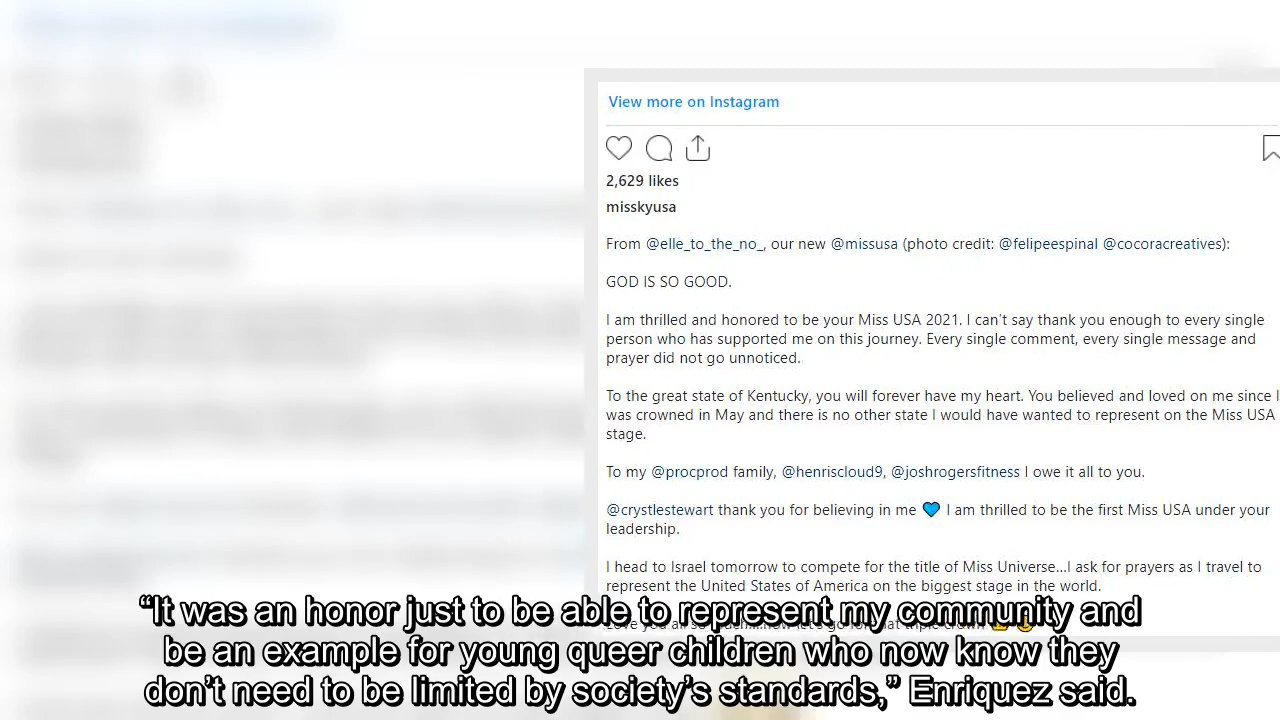 View more on Instagram
2,629 likes
misskyusa
From @elle_to_the_no_, our new @missusa (photo credit: @felipeespinal @cocoracreatives):
GOD IS SO GOOD.
I am thrilled and honored to be your Miss USA 2021. I can’t say thank you enough to every single
person who has supported me on this journey. Every single comment, every single message and
prayer did not go unnoticed.
To the great state of Kentucky, you will forever have my heart. You believed and loved on me since I
was crowned in May and there is no other state I would have wanted to represent on the Miss USA
stage.
To my @procprod family, @henriscloud9, @joshrogersfitness I owe it all to you.
@crystlestewart thank you for believing in me 💙 I am thrilled to be the first Miss USA under your
leadership.
I head to Israel tomorrow to compete for the title of Miss Universe...I ask for prayers as I travel to
represent the United States of America on the biggest stage in the world.
Love you all so let's go for that triple crown
“It was an honor just to be able to represent my community and
be an example for young queer children who now know they
don’t need to be limited by society’s standards,” Enriquez said.